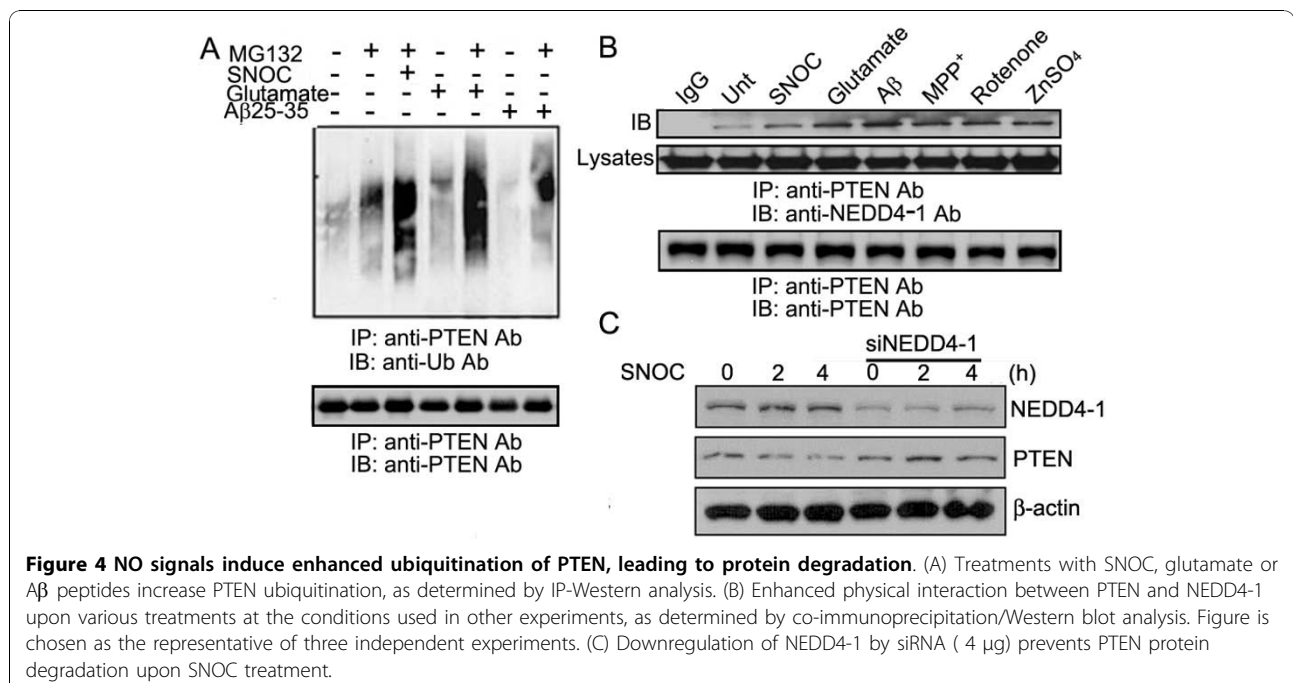 A
MG132 - + + - + - +
SNOC - - + - - - -
Glutamate - - - + + - -
Aβ25-35 - - - - - + +
IP: anti-PTEN Ab
IB: anti-Ub Ab
IP: anti-PTEN Ab
IB: anti-PTEN Ab
B
IgG Unt SNOC Glutamate Aβ MPP+ Rotenone ZnSO4
IB
Lysates
IP: anti-PTEN Ab
IB: anti-NEDD4-1 Ab
IP: anti-PTEN Ab
IB: anti-PTEN Ab
C
siNEDD4-1
SNOC 0 2 4 0 2 4 (h)
NEDD4-1
PTEN
β-actin
Figure 4 NO signals induce enhanced ubiquitination of PTEN, leading to protein degradation. (A) Treatments with SNOC, glutamate or
Aβ peptides increase PTEN ubiquitination, as determined by IP-Western analysis. (B) Enhanced physical interaction between PTEN and NEDD4-1
upon various treatments at the conditions used in other experiments, as determined by co-immunoprecipitation/Western blot analysis. Figure is
chosen as the representative of three independent experiments. (C) Downregulation of NEDD4-1 by siRNA ( 4 μg) prevents PTEN protein
degradation upon SNOC treatment.